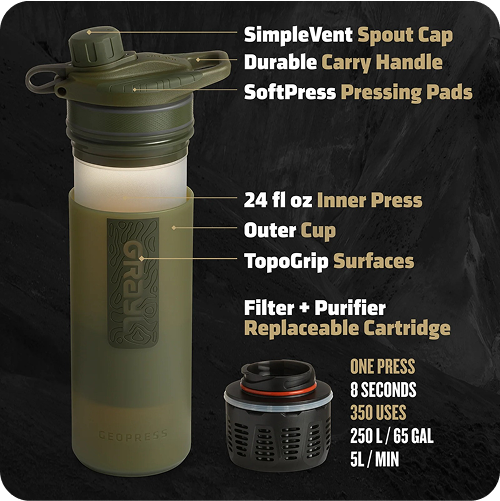 SimpleVent Spout Cap
Durable Carry Handle
SoftPress Pressing Pads
24 fl oz Inner Press
Outer Cup
TopoGrip Surfaces
GRAYL
GEOPRESS
Filter + Purifier
Replaceable Cartridge
ONE PRESS
8 SECONDS
350 USES
250 L / 65 GAL
5L / MIN